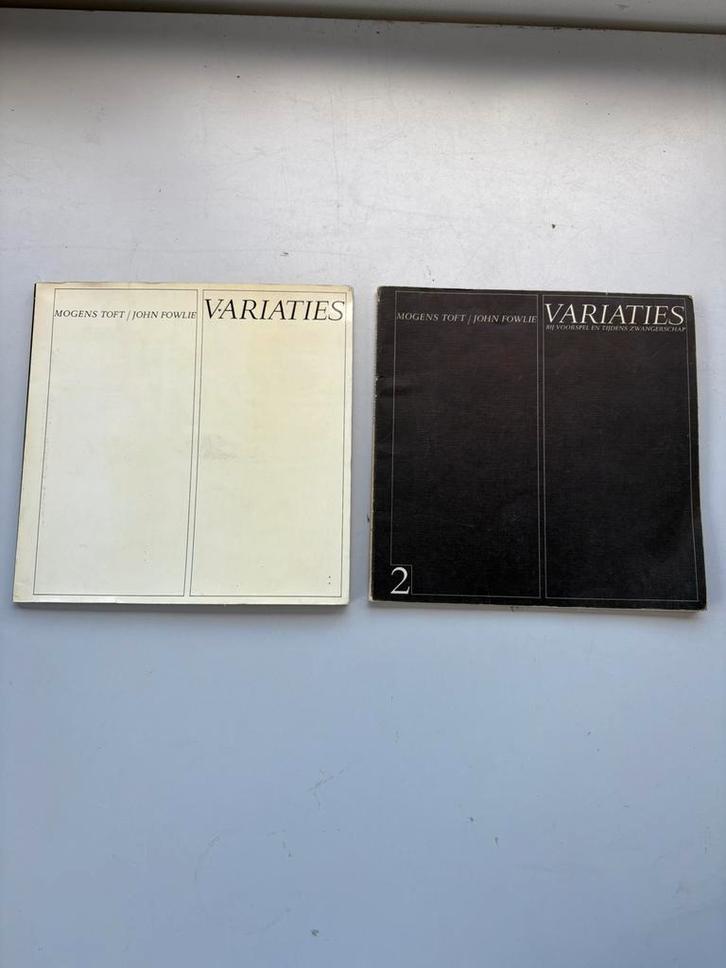 MOGENS TOFT / JOHN FOWLIE
VARIATIES
MOGENS TOFT / JOHN FOWLIE
VARIATIES
BIJ VOORSPEL EN TIJDENS ZWANGERSCHAP
2